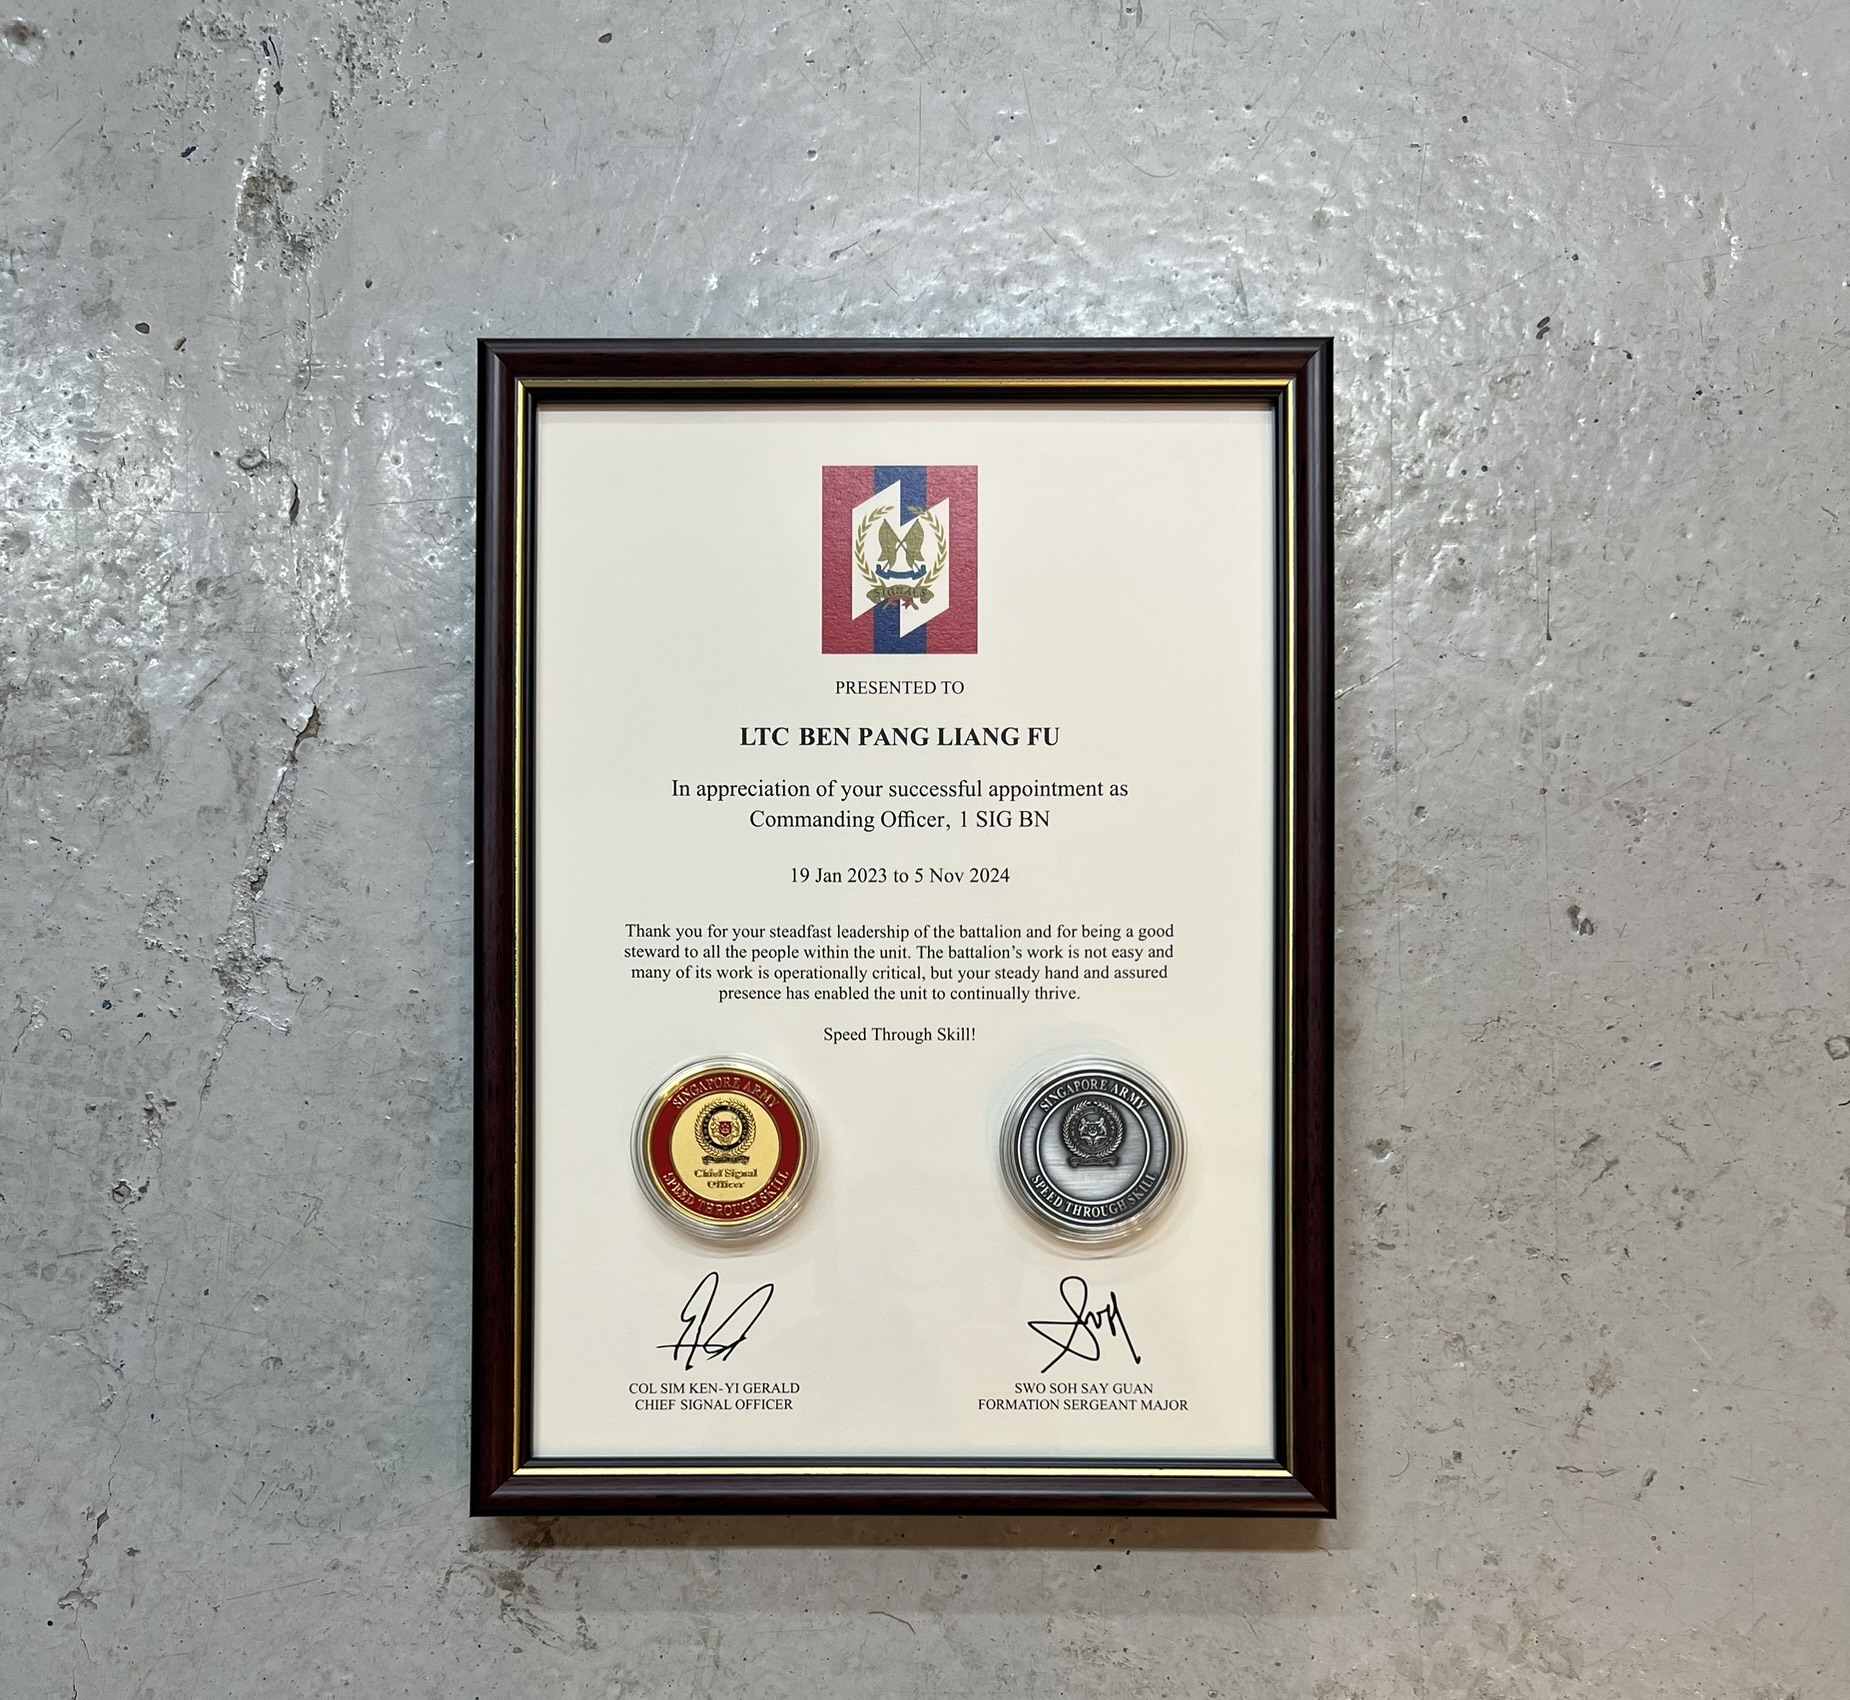 SIGNALS
PRESENTED TO
LTC BEN PANG LIANG FU
In appreciation of your successful appointment as
Commanding Officer, 1 SIG BN
19 Jan 2023 to 5 Nov 2024
Thank you for your steadfast leadership of the battalion and for being a good
steward to all the people within the unit. The battalion's work is not easy and
many of its work is operationally critical, but your steady hand and assured
presence has enabled the unit to continually thrive.
Speed Through Skill!
SINGAPORE ARMY
Chief Signal
Officer
SPEED THROUGH SKILL
SINGAPORE ARMY
SPEED THROUGH SKILL
COL SIM KEN-YI GERALD
CHIEF SIGNAL OFFICER
SWO SOH SAY GUAN
FORMATION SERGEANT MAJOR